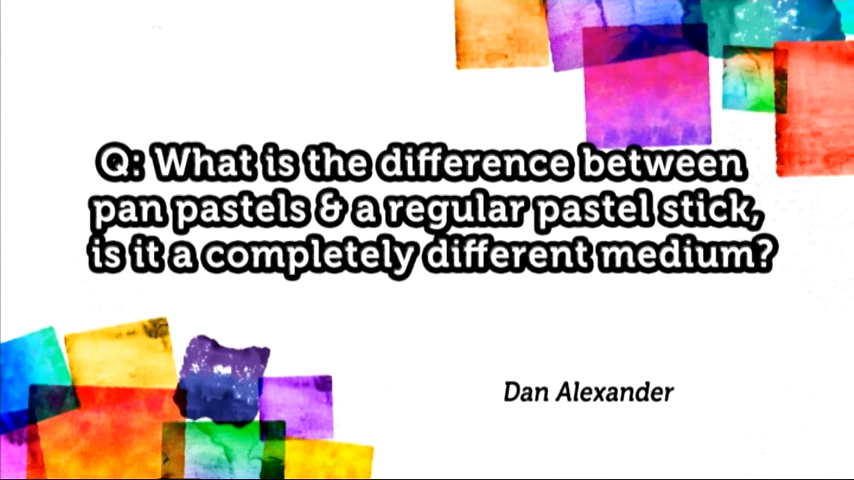 Q: What is the difference between
pan pastels & a regular pastel stick,
is it a completely different medium?
Dan Alexander